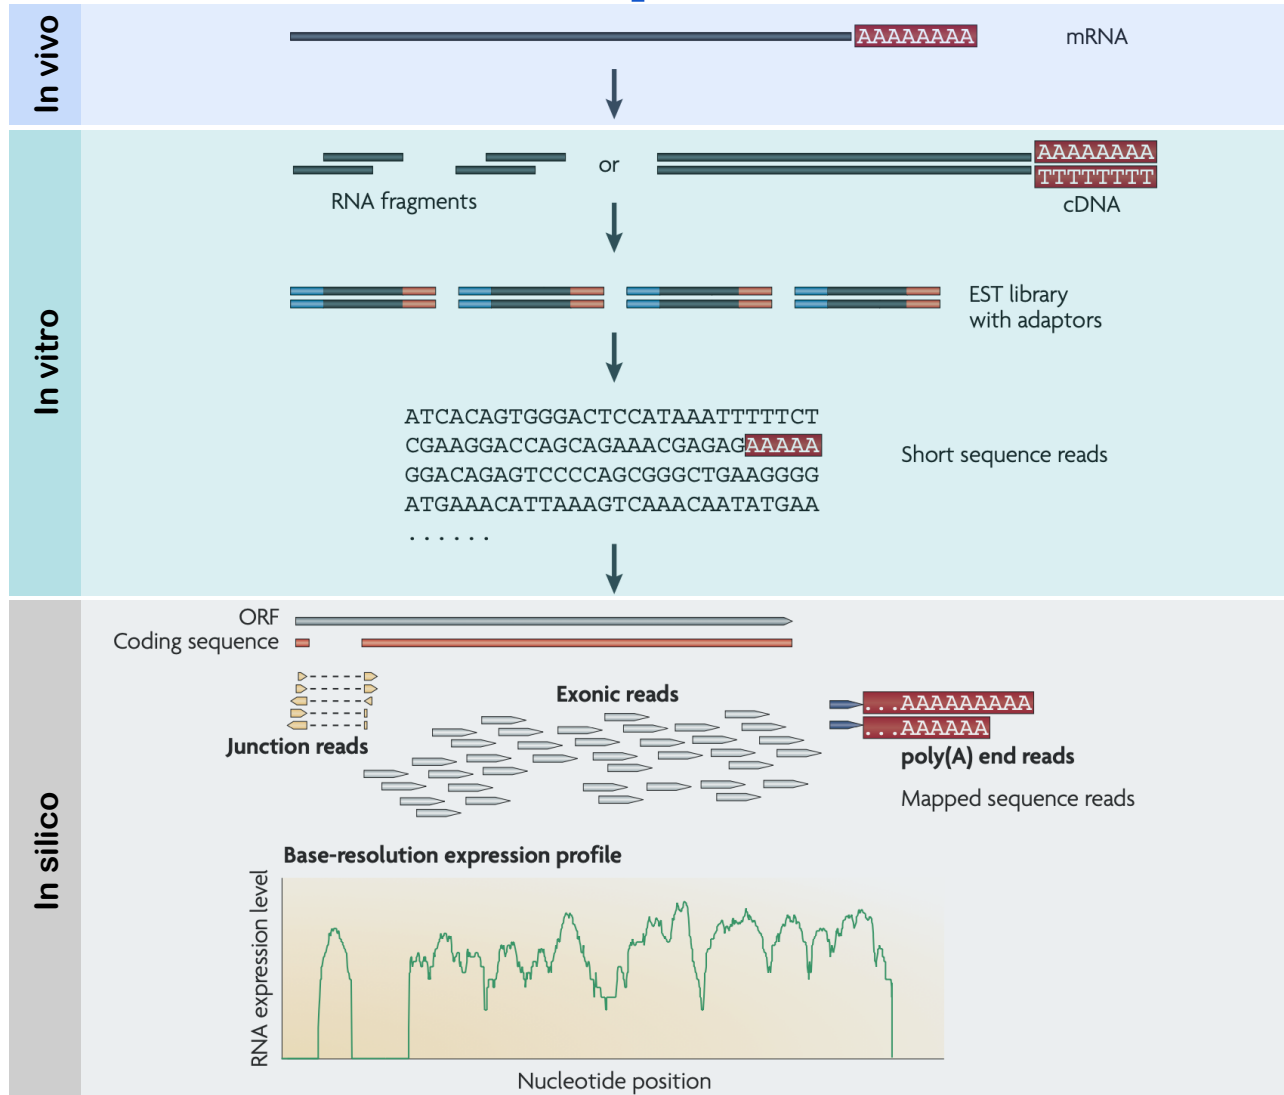 In vivo
AAAAAAAA
mRNA
In vitro
or
AAAAAAAA
TTTTTTTT
RNA fragments
cDNA
EST library
with adaptors
ATCACAGTGGGACTCCATAAATTTTTCT
CGAAGGACCAGCAGAAACGAGAGAAAAA
GGACAGAGTCCCCAGCGGGCTGAAGGGG
ATGAAACATTAAAGTCAAACAATATGAA
. . . . . .
Short sequence reads
In silico
ORF
Coding sequence
Exonic reads
Junction reads
...AAAAAAAAA
...AAAAAA
poly(A) end reads
Mapped sequence reads
Base-resolution expression profile
RNA expression level
Nucleotide position